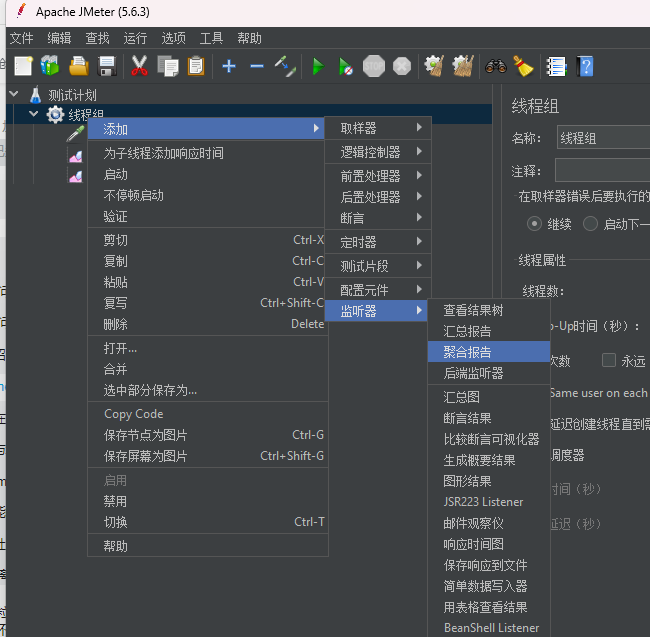 Apache JMeter (5.6.3)
文件 编辑 查找 运行 选项 工具 帮助
测试计划
线程组
添加
为子线程添加响应时间
启动
不停顿启动
验证
剪切 Ctrl-X
复制 Ctrl-C
粘贴 Ctrl-V
复写 Ctrl+Shift-C
删除 Delete
打开...
合并
选中部分保存为...
Copy Code
保存节点为图片 Ctrl-G
保存屏幕为图片 Ctrl+Shift-G
启用
禁用
切换 Ctrl-T
帮助
取样器
逻辑控制器
前置处理器
后置处理器
断言
定时器
测试片段
配置元件
监听器
查看结果树
汇总报告
聚合报告
后端监听器
汇总图
断言结果
比较断言可视化器
生成概要结果
图形结果
JSR223 Listener
邮件观察仪
响应时间图
保存响应到文件
简单数据写入器
用表格查看结果
BeanShell Listener
线程组
名称: 线程组
注释:
在取样器错误后要执行的
继续 启动下一
线程属性
线程数:
-Up时间（秒）:
次数 永远
Same user on each
延迟创建线程直到需
调度器
时间（秒）
延迟（秒）